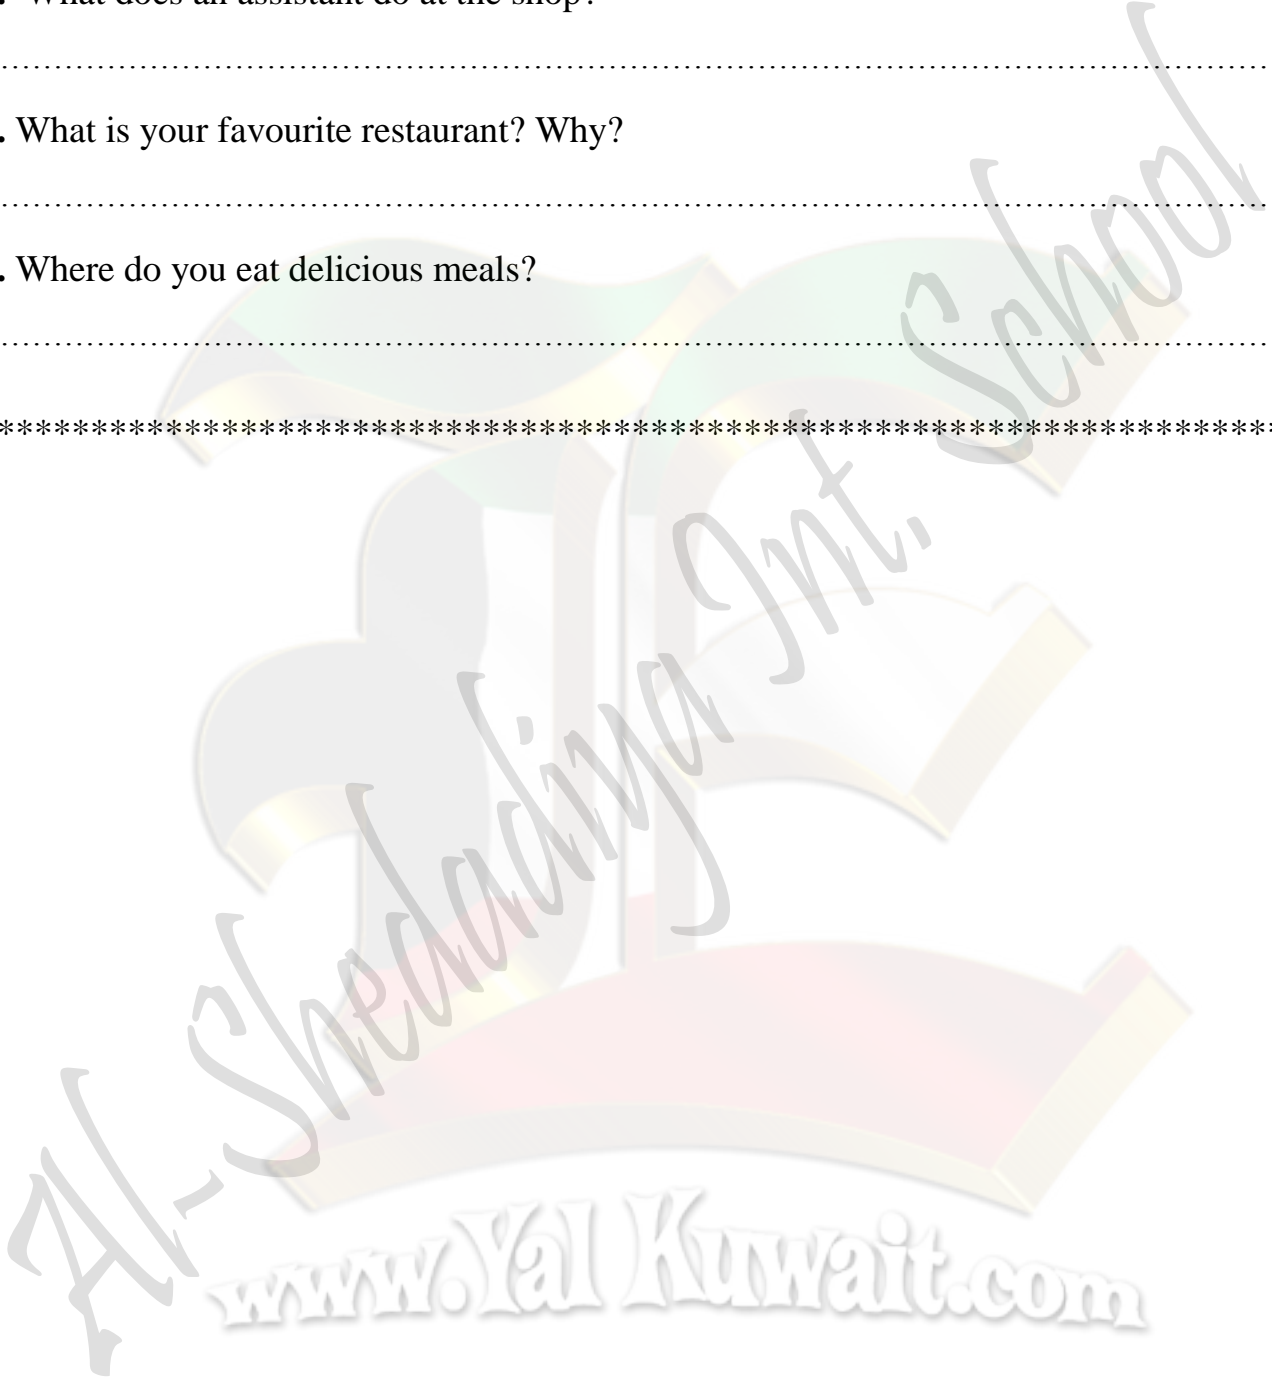 . What does an assistant do at the shop?
........................................................................................................................
. What is your favourite restaurant? Why?
........................................................................................................................
. Where do you eat delicious meals?
........................................................................................................................
*********************************************************************
Al-Shedadiya Int. School
www.Yal Kuwait.com